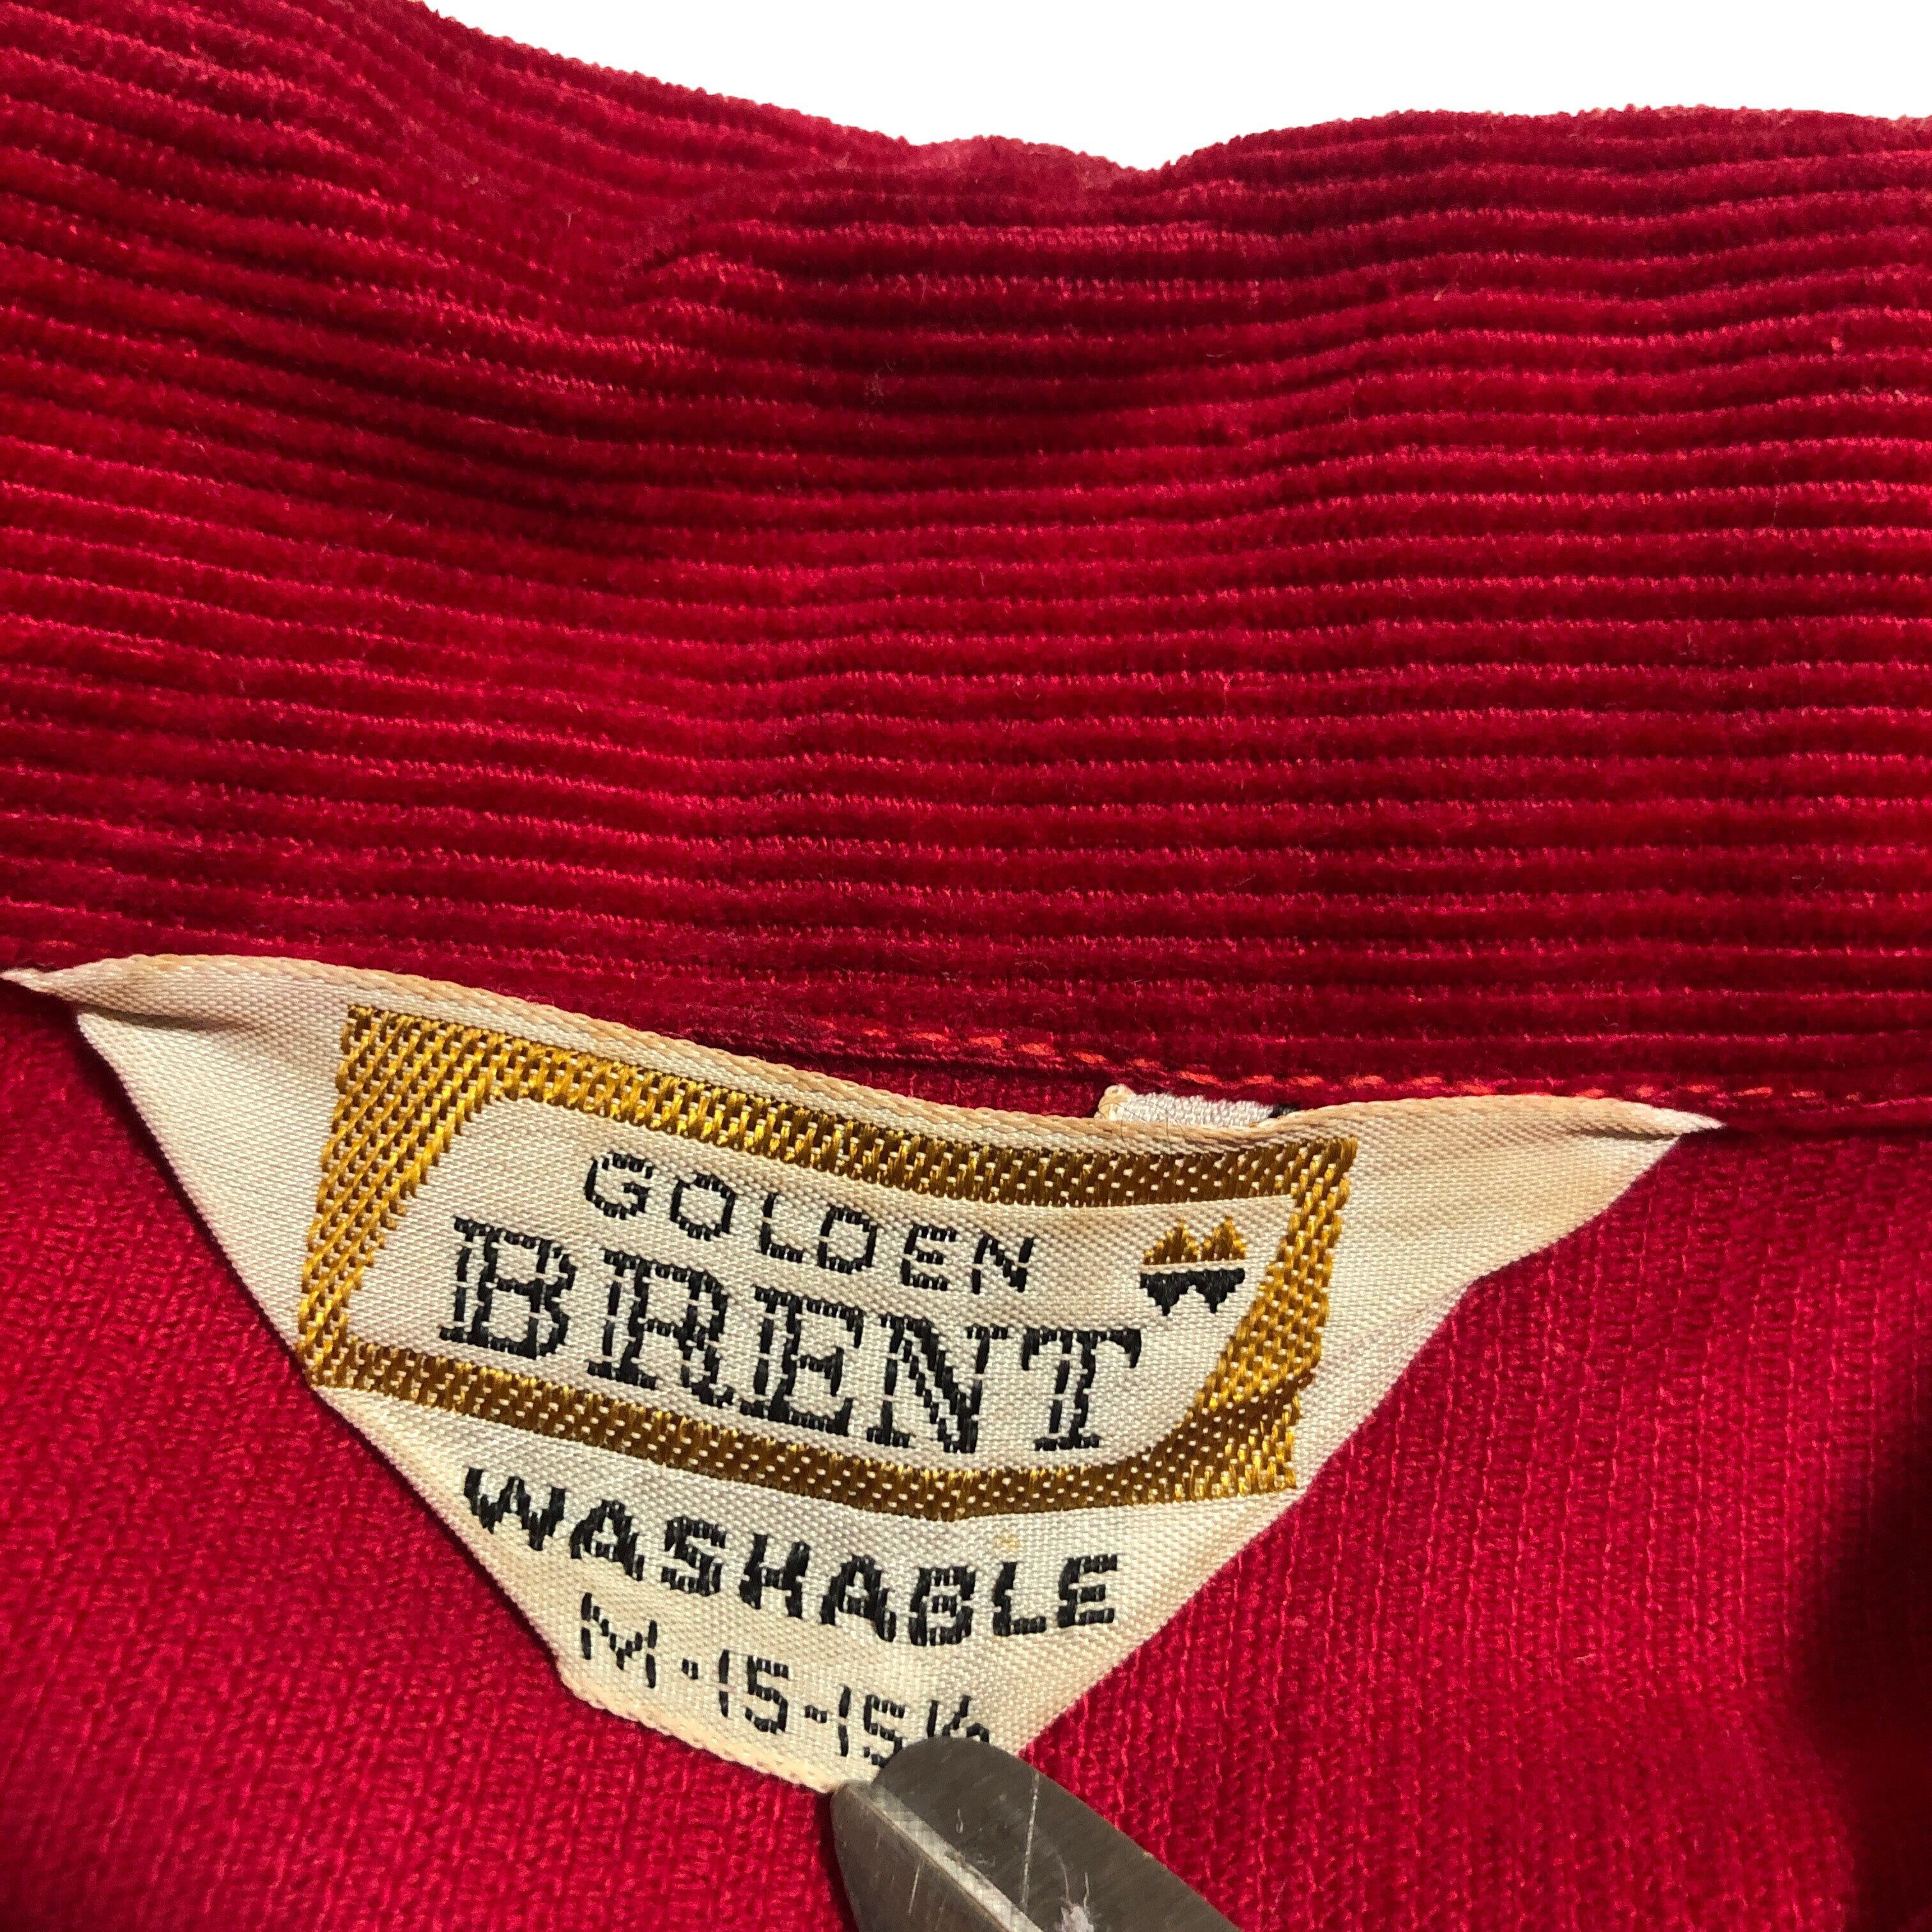 GOLDEN
BRENT
WASHABLE
M-15-15½